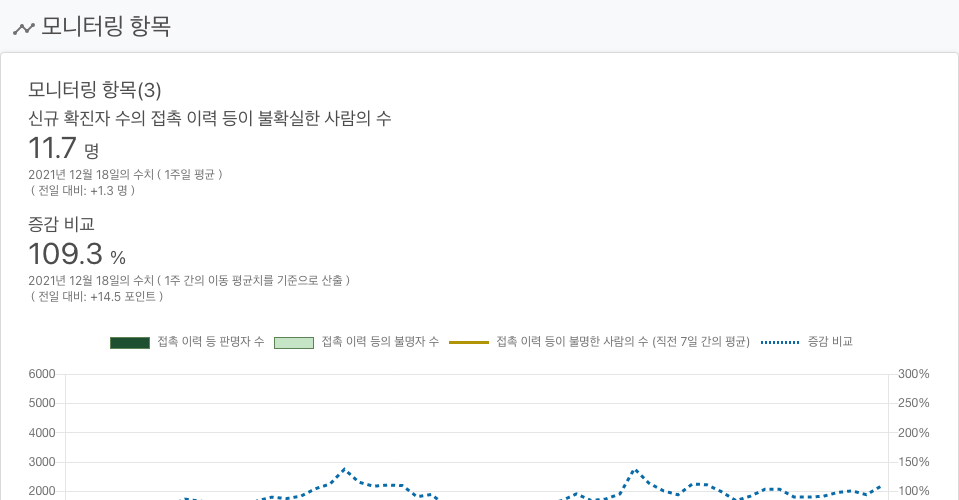 모니터링 항목
모니터링 항목(3)
신규 확진자 수의 접촉 이력 등이 불확실한 사람의 수
11.7 명
2021년 12월 18일의 수치 ( 1주일 평균 )
( 전일 대비: +1.3 명 )
증감 비교
109.3 %
2021년 12월 18일의 수치 ( 1주 간의 이동 평균치를 기준으로 산출 )
( 전일 대비: +14.5 포인트 )
접촉 이력 등 판명자 수 접촉 이력 등의 불명자 수 접촉 이력 등이 불명한 사람의 수 (직전 7일 간의 평균) 증감 비교
6000 300%
5000 250%
4000 200%
3000 150%
2000 100%